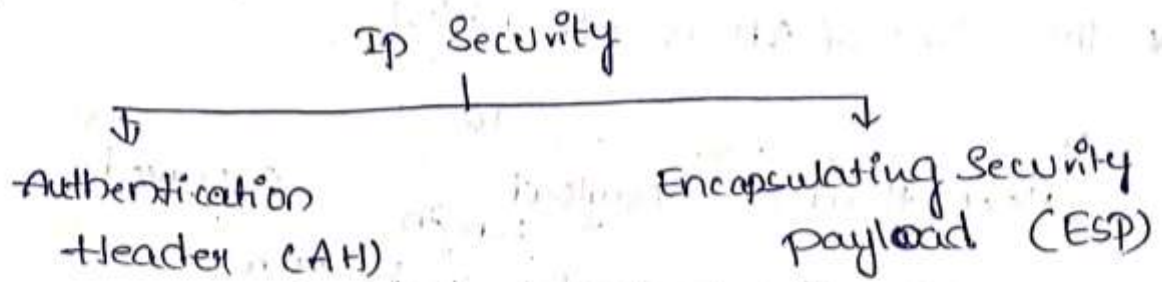 Ip Security
Authentication
Header (AH)
Encapsulating Security
payload (ESP)